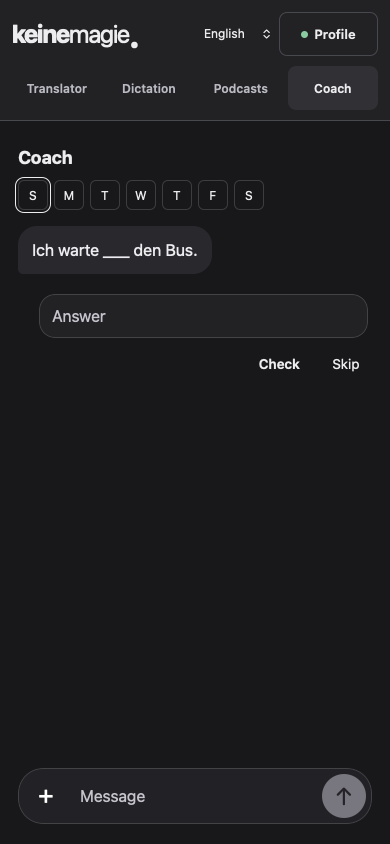 keinemagie.
English
Profile
Translator Dictation Podcasts Coach
Coach
S M T W T F S
Ich warte ___ den Bus.
Answer
Check Skip
Message